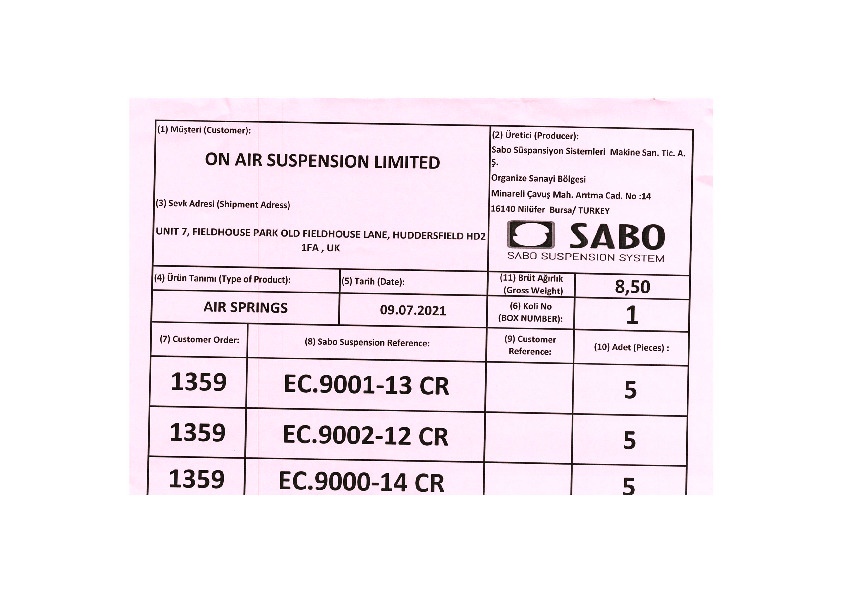 (1) Müşteri (Customer):
ON AIR SUSPENSION LIMITED
(3) Sevk Adresi (Shipment Adress)
UNIT 7, FIELDHOUSE PARK OLD FIELDHOUSE LANE, HUDDERSFIELD HD2
1FA , UK
(2) Üretici (Producer):
Sabo Süspansiyon Sistemleri Makine San. Tic. A.
Ş.
Organize Sanayi Bölgesi
Minareli Çavuş Mah. Arıtma Cad. No :14
16140 Nilüfer Bursa/ TURKEY
SABO
SABO SUSPENSION SYSTEM
(4) Ürün Tanımı (Type of Product):
(5) Tarih (Date):
(11) Brüt Ağırlık
(Gross Weight)
8,50
AIR SPRINGS
09.07.2021
(6) Koli No
(BOX NUMBER):
1
(7) Customer Order:
(8) Sabo Suspension Reference:
(9) Customer
Reference:
(10) Adet (Pieces) :
1359 EC.9001-13 CR 5
1359 EC.9002-12 CR 5
1359 EC.9000-14 CR 5